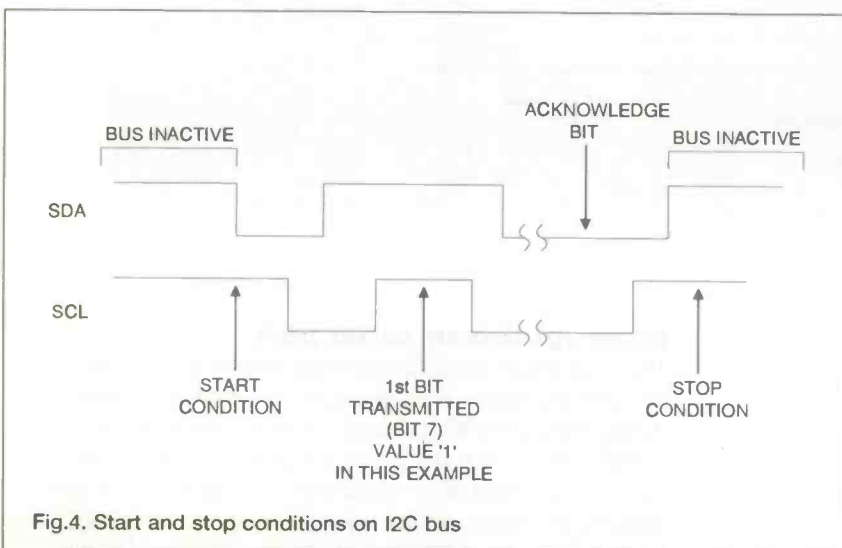 ACKNOWLEDGE
BIT
BUS INACTIVE
BUS INACTIVE
SDA
SCL
START
CONDITION
1st BIT
TRANSMITTED
(BIT 7)
VALUE '1'
IN THIS EXAMPLE
STOP
CONDITION
Fig.4. Start and stop conditions on I2C bus